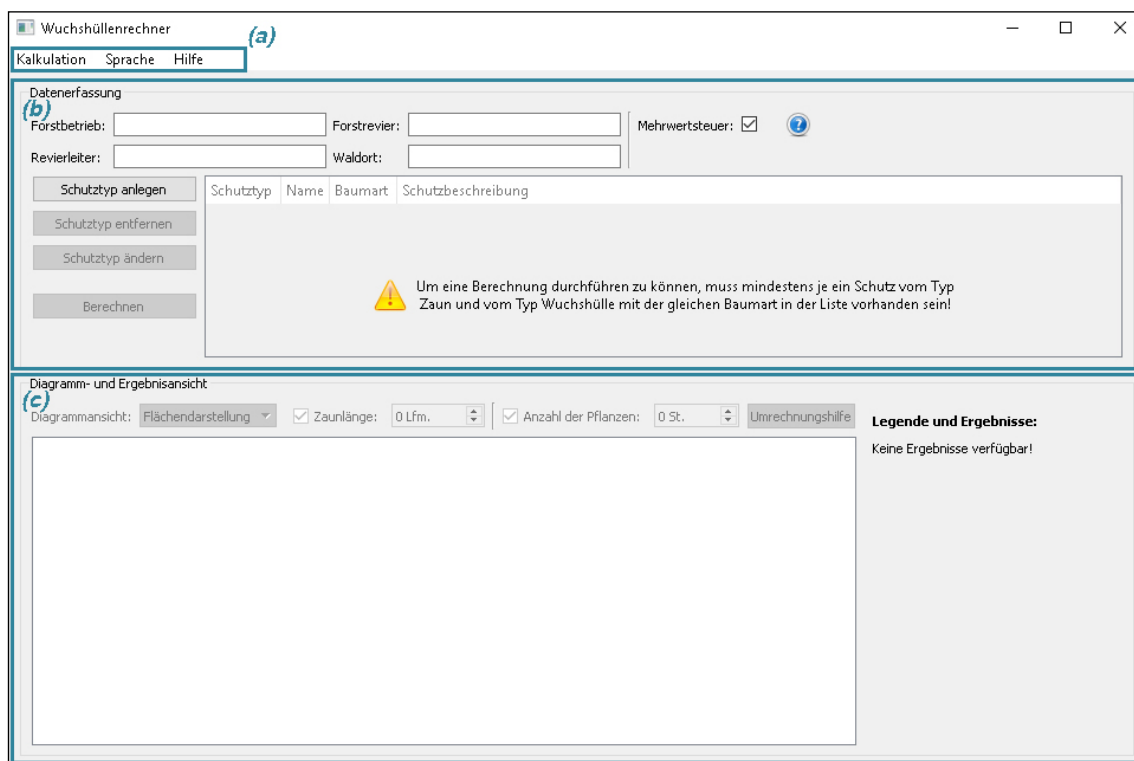 Wuchshüllenrechner
(a)
Kalkulation Sprache Hilfe
Datenerfassung
(b)
Forstbetrieb: Forstrevier: Mehrwertsteuer:
Revierleiter: Waldort:
Schutztyp anlegen
Schutztyp entfernen
Schutztyp ändern
Berechnen
Schutztyp Name Baumart Schutzbeschreibung
Um eine Berechnung durchführen zu können, muss mindestens je ein Schutz vom Typ
Zaun und vom Typ Wuchshülle mit der gleichen Baumart in der Liste vorhanden sein!
Diagramm- und Ergebnisansicht
(c)
Diagrammansicht: Flächendarstellung Zaunlänge: 0 Lfm. Anzahl der Pflanzen: 0 St. Umrechnungshilfe
Legende und Ergebnisse:
Keine Ergebnisse verfügbar!